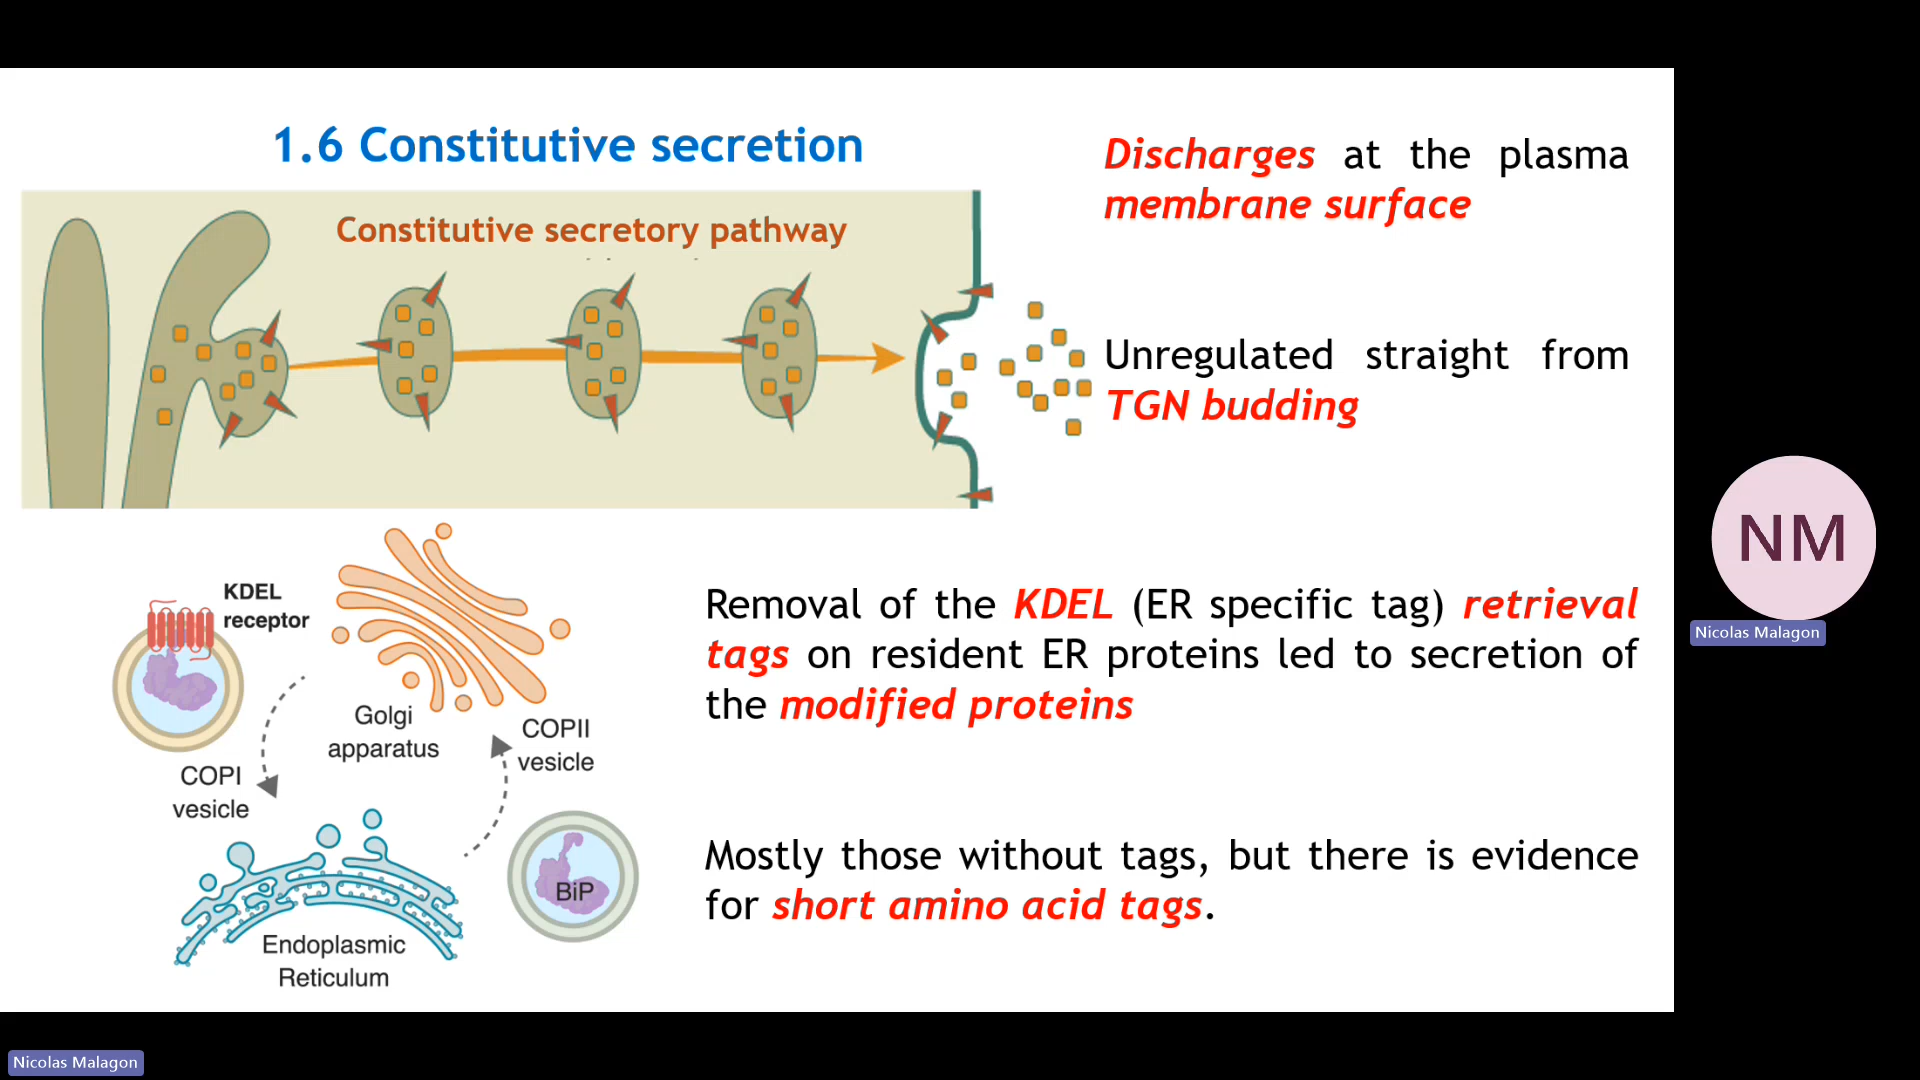 1.6 Constitutive secretion
Constitutive secretory pathway
Discharges at the plasma
membrane surface
Unregulated straight from
TGN budding
KDEL
receptor
Golgi
apparatus
COPII
vesicle
COPI
vesicle
BiP
Endoplasmic
Reticulum
Removal of the KDEL (ER specific tag) retrieval
tags on resident ER proteins led to secretion of
the modified proteins
Mostly those without tags, but there is evidence
for short amino acid tags.
NM
Nicolas Malagon
Nicolas Malagon